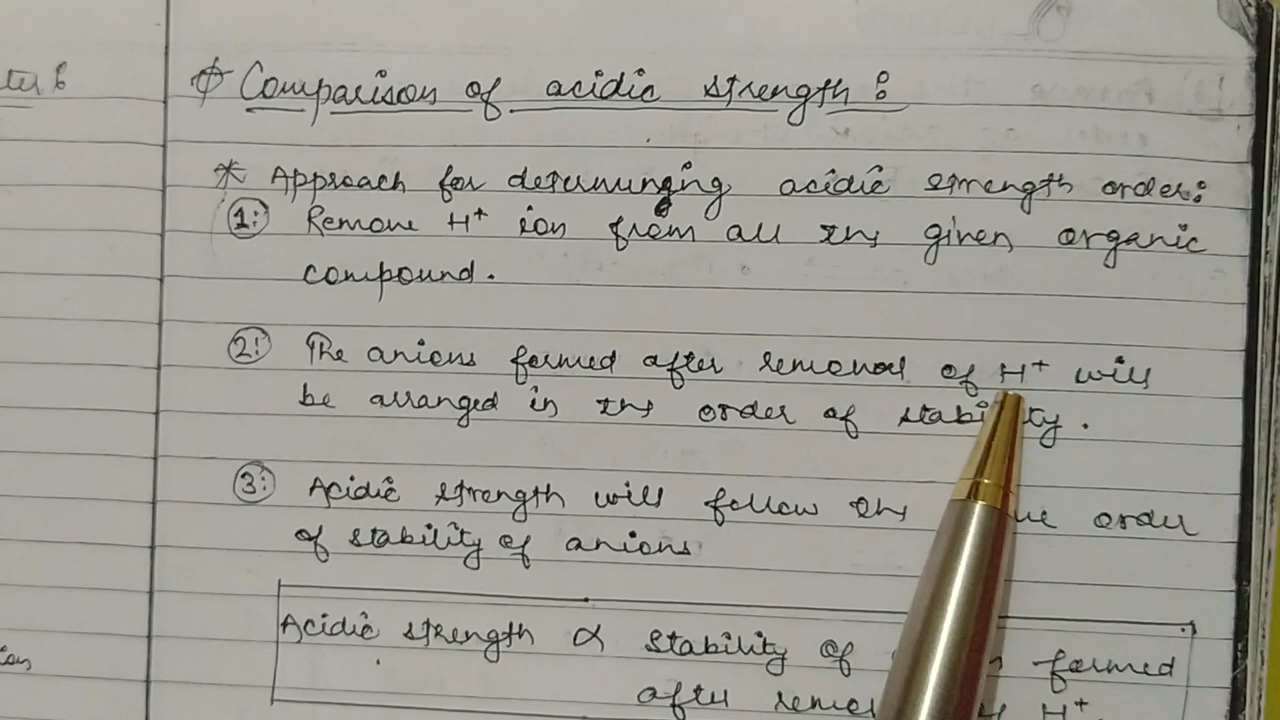 Comparison of acidic strength :
* Approach for determinging acidic strength order:
1: Remove H+ ion from all the given organic
compound.
2: The anions formed after removal of H+ will
be arranged in the order of stability.
3: Acidic strength will follow the order
of stability of anions
Acidic strength ∝ stability of formed
after H+